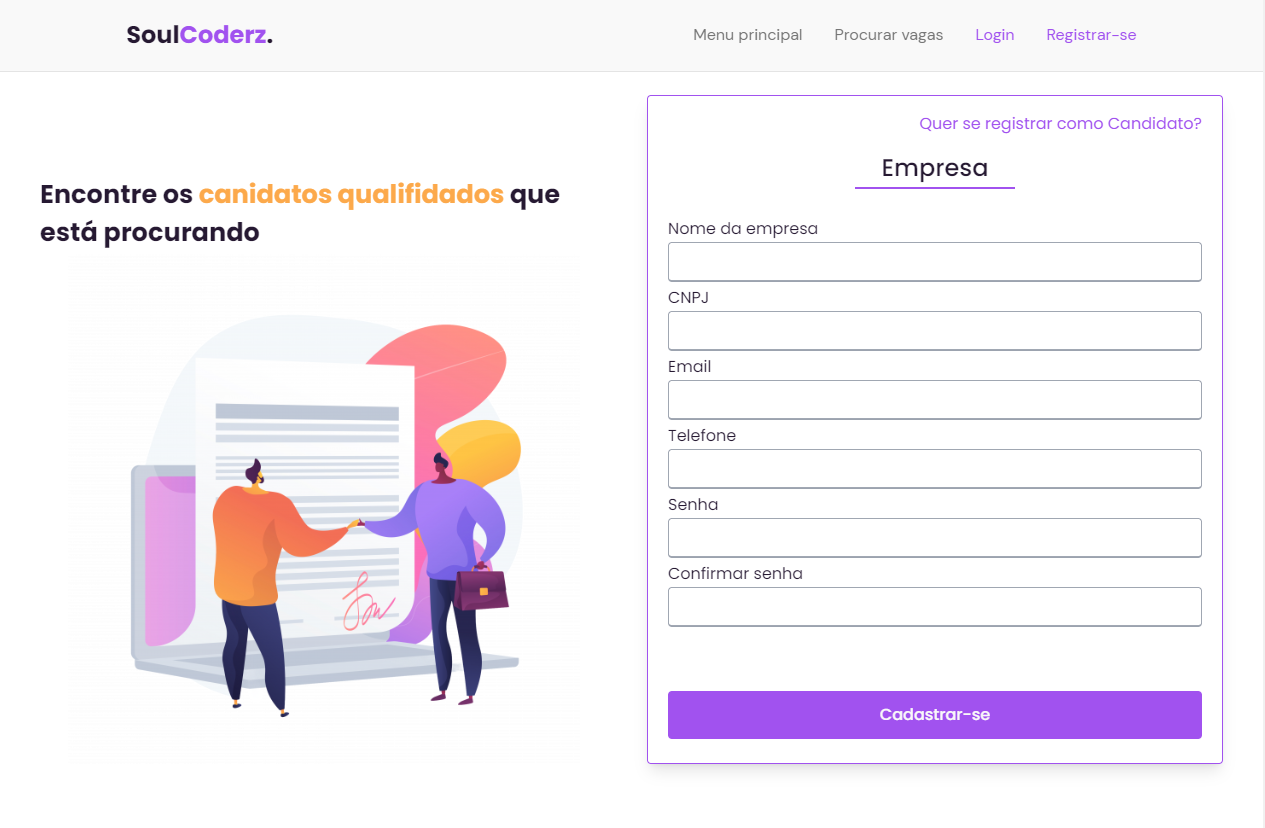 SoulCoderz.
Menu principal
Procurar vagas
Login
Registrar-se
Encontre os canidatos qualifidados que
está procurando
Quer se registrar como Candidato?
Empresa
Nome da empresa
CNPJ
Email
Telefone
Senha
Confirmar senha
Cadastrar-se